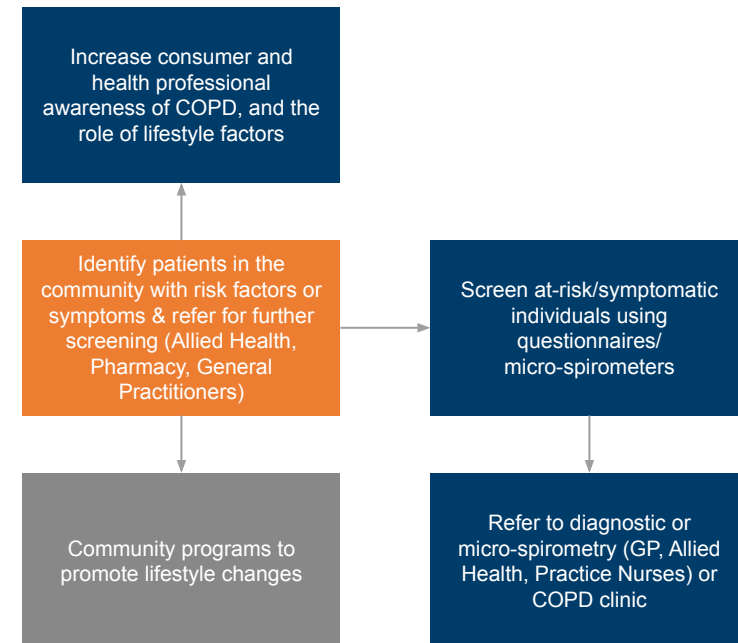 Increase consumer and
health professional
awareness of COPD, and the
role of lifestyle factors
Identify patients in the
community with risk factors or
symptoms & refer for further
screening (Allied Health,
Pharmacy, General
Practitioners)
Screen at-risk/symptomatic
individuals using
questionnaires/
micro-spirometers
Community programs to
promote lifestyle changes
Refer to diagnostic or
micro-spirometry (GP, Allied
Health, Practice Nurses) or
COPD clinic